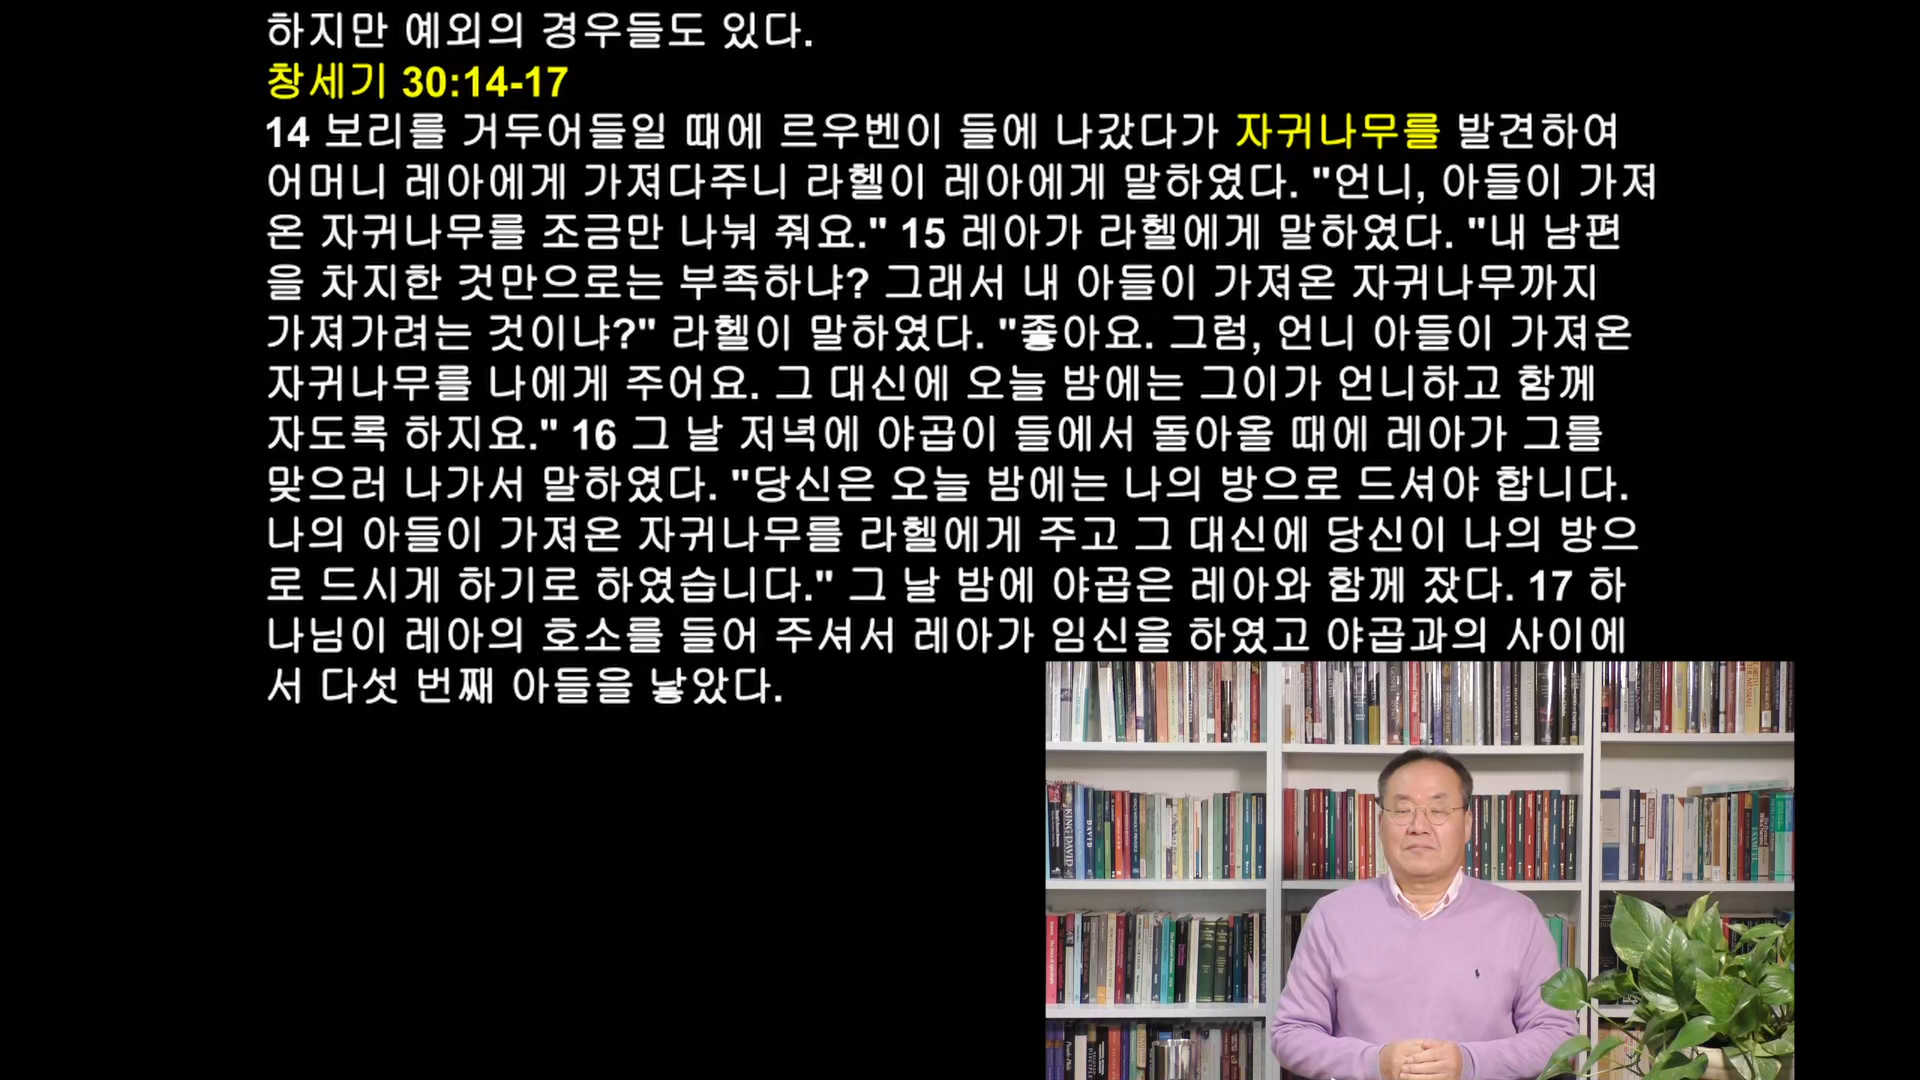 하지만 예외의 경우들도 있다.
창세기 30:14-17
14 보리를 거두어들일 때에 르우벤이 들에 나갔다가 자귀나무를 발견하여
어머니 레아에게 가져다주니 라헬이 레아에게 말하였다. "언니, 아들이 가져
온 자귀나무를 조금만 나눠 줘요." 15 레아가 라헬에게 말하였다. "내 남편
을 차지한 것만으로는 부족하냐? 그래서 내 아들이 가져온 자귀나무까지
가져가려는 것이냐?" 라헬이 말하였다. "좋아요. 그럼, 언니 아들이 가져온
자귀나무를 나에게 주어요. 그 대신에 오늘 밤에는 그이가 언니하고 함께
자도록 하지요." 16 그 날 저녁에 야곱이 들에서 돌아올 때에 레아가 그를
맞으러 나가서 말하였다. "당신은 오늘 밤에는 나의 방으로 드셔야 합니다.
나의 아들이 가져온 자귀나무를 라헬에게 주고 그 대신에 당신이 나의 방으
로 드시게 하기로 하였습니다." 그 날 밤에 야곱은 레아와 함께 잤다. 17 하
나님이 레아의 호소를 들어 주셔서 레아가 임신을 하였고 야곱과의 사이에
서 다섯 번째 아들을 낳았다.
KING DAVID
DAVID